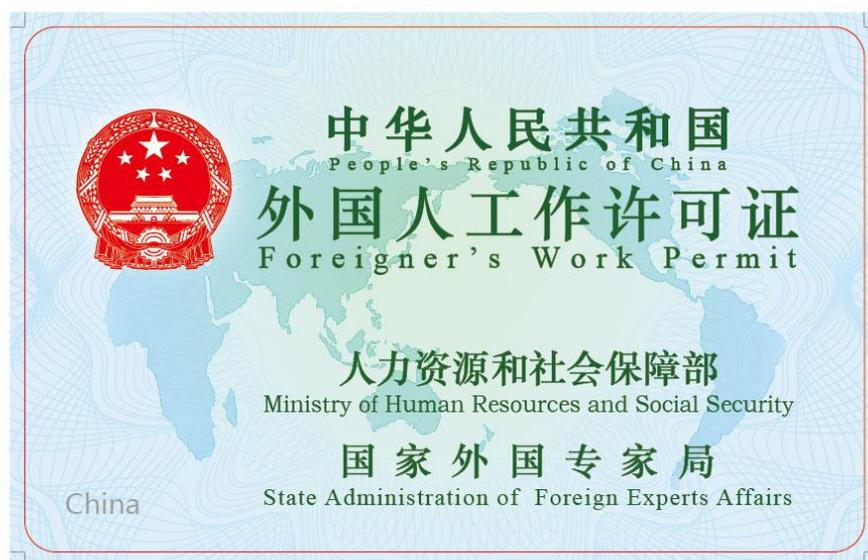 中华人民共和国
People's Republic of China
外国人工作许可证
Foreigner's Work Permit
人力资源和社会保障部
Ministry of Human Resources and Social Security
国家外国专家局
State Administration of Foreign Experts Affairs
China